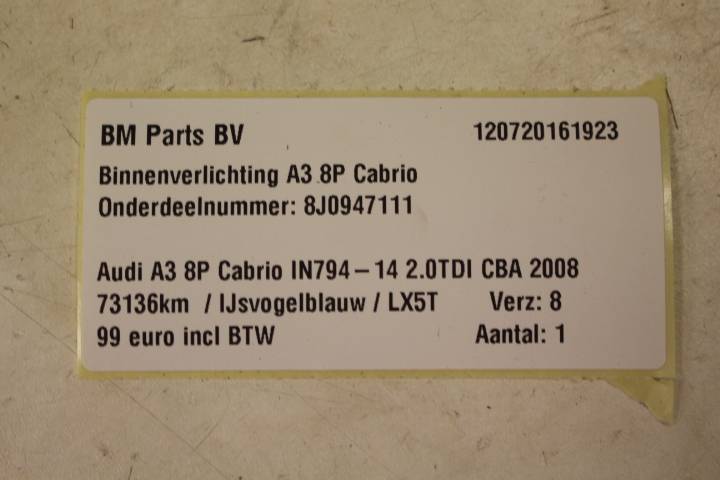 BM Parts BV 120720161923
Binnenverlichting A3 8P Cabrio
Onderdeelnummer: 8J0947111
Audi A3 8P Cabrio IN794-14 2.0TDI CBA 2008
73136km / IJsvogelblauw / LX5T Verz: 8
99 euro incl BTW Aantal: 1